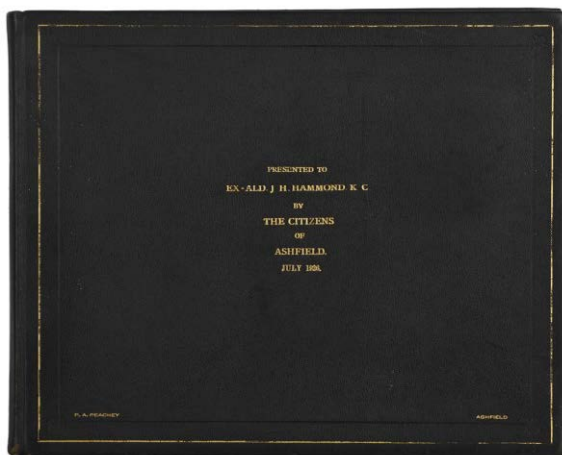 PRESENTED TO
EX-ALD. J. H. HAMMOND. K C
BY
THE CITIZENS
OF
ASHFIELD.
JULY
ASHFIELD